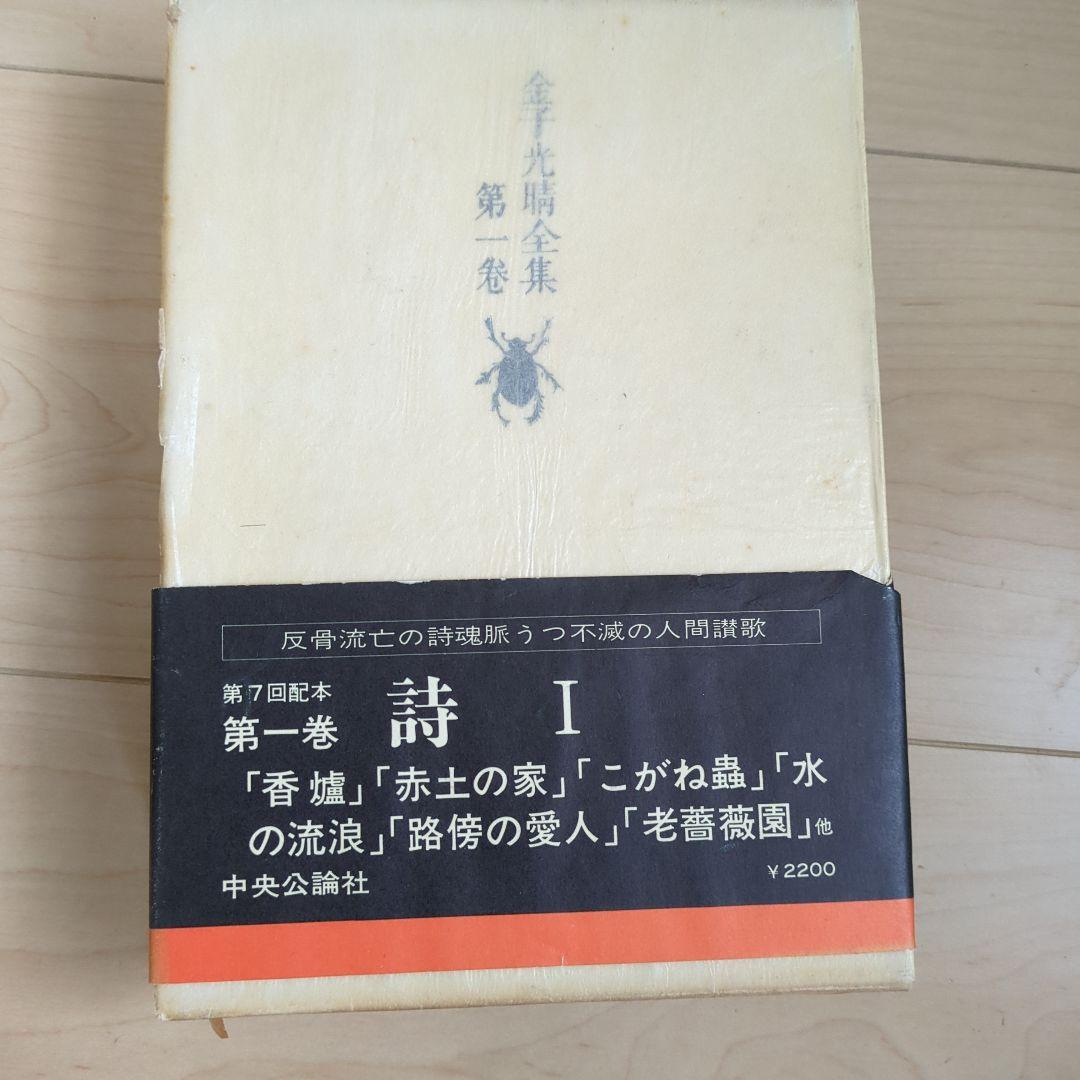 金子光晴全集
第一巻
反骨流亡の詩魂脈うつ不滅の人間讃歌
第7回配本
第一巻 詩 I
「香爐」「赤土の家」「こがね蟲」「水
の流浪」「路傍の愛人」「老薔薇園」他
中央公論社 ¥2200